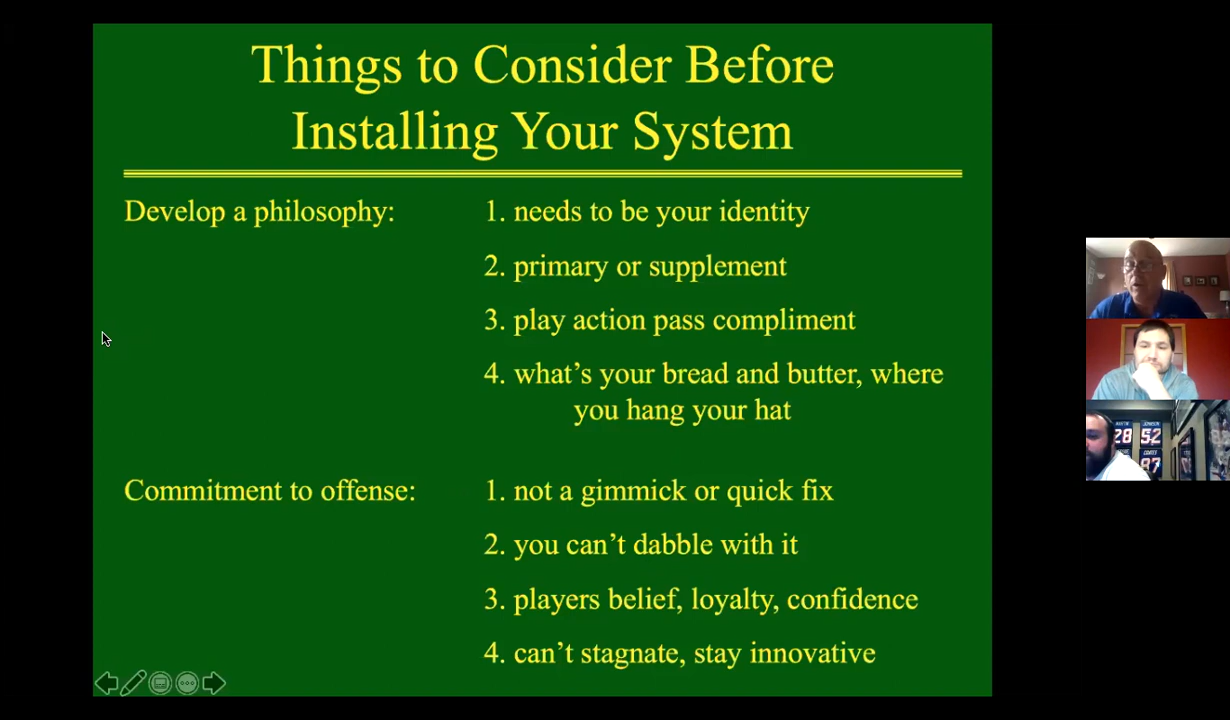 Things to Consider Before
Installing Your System
Develop a philosophy: 1. needs to be your identity
2. primary or supplement
3. play action pass compliment
4. what's your bread and butter, where
you hang your hat
Commitment to offense: 1. not a gimmick or quick fix
2. you can't dabble with it
3. players belief, loyalty, confidence
4. can't stagnate, stay innovative
28 52
87